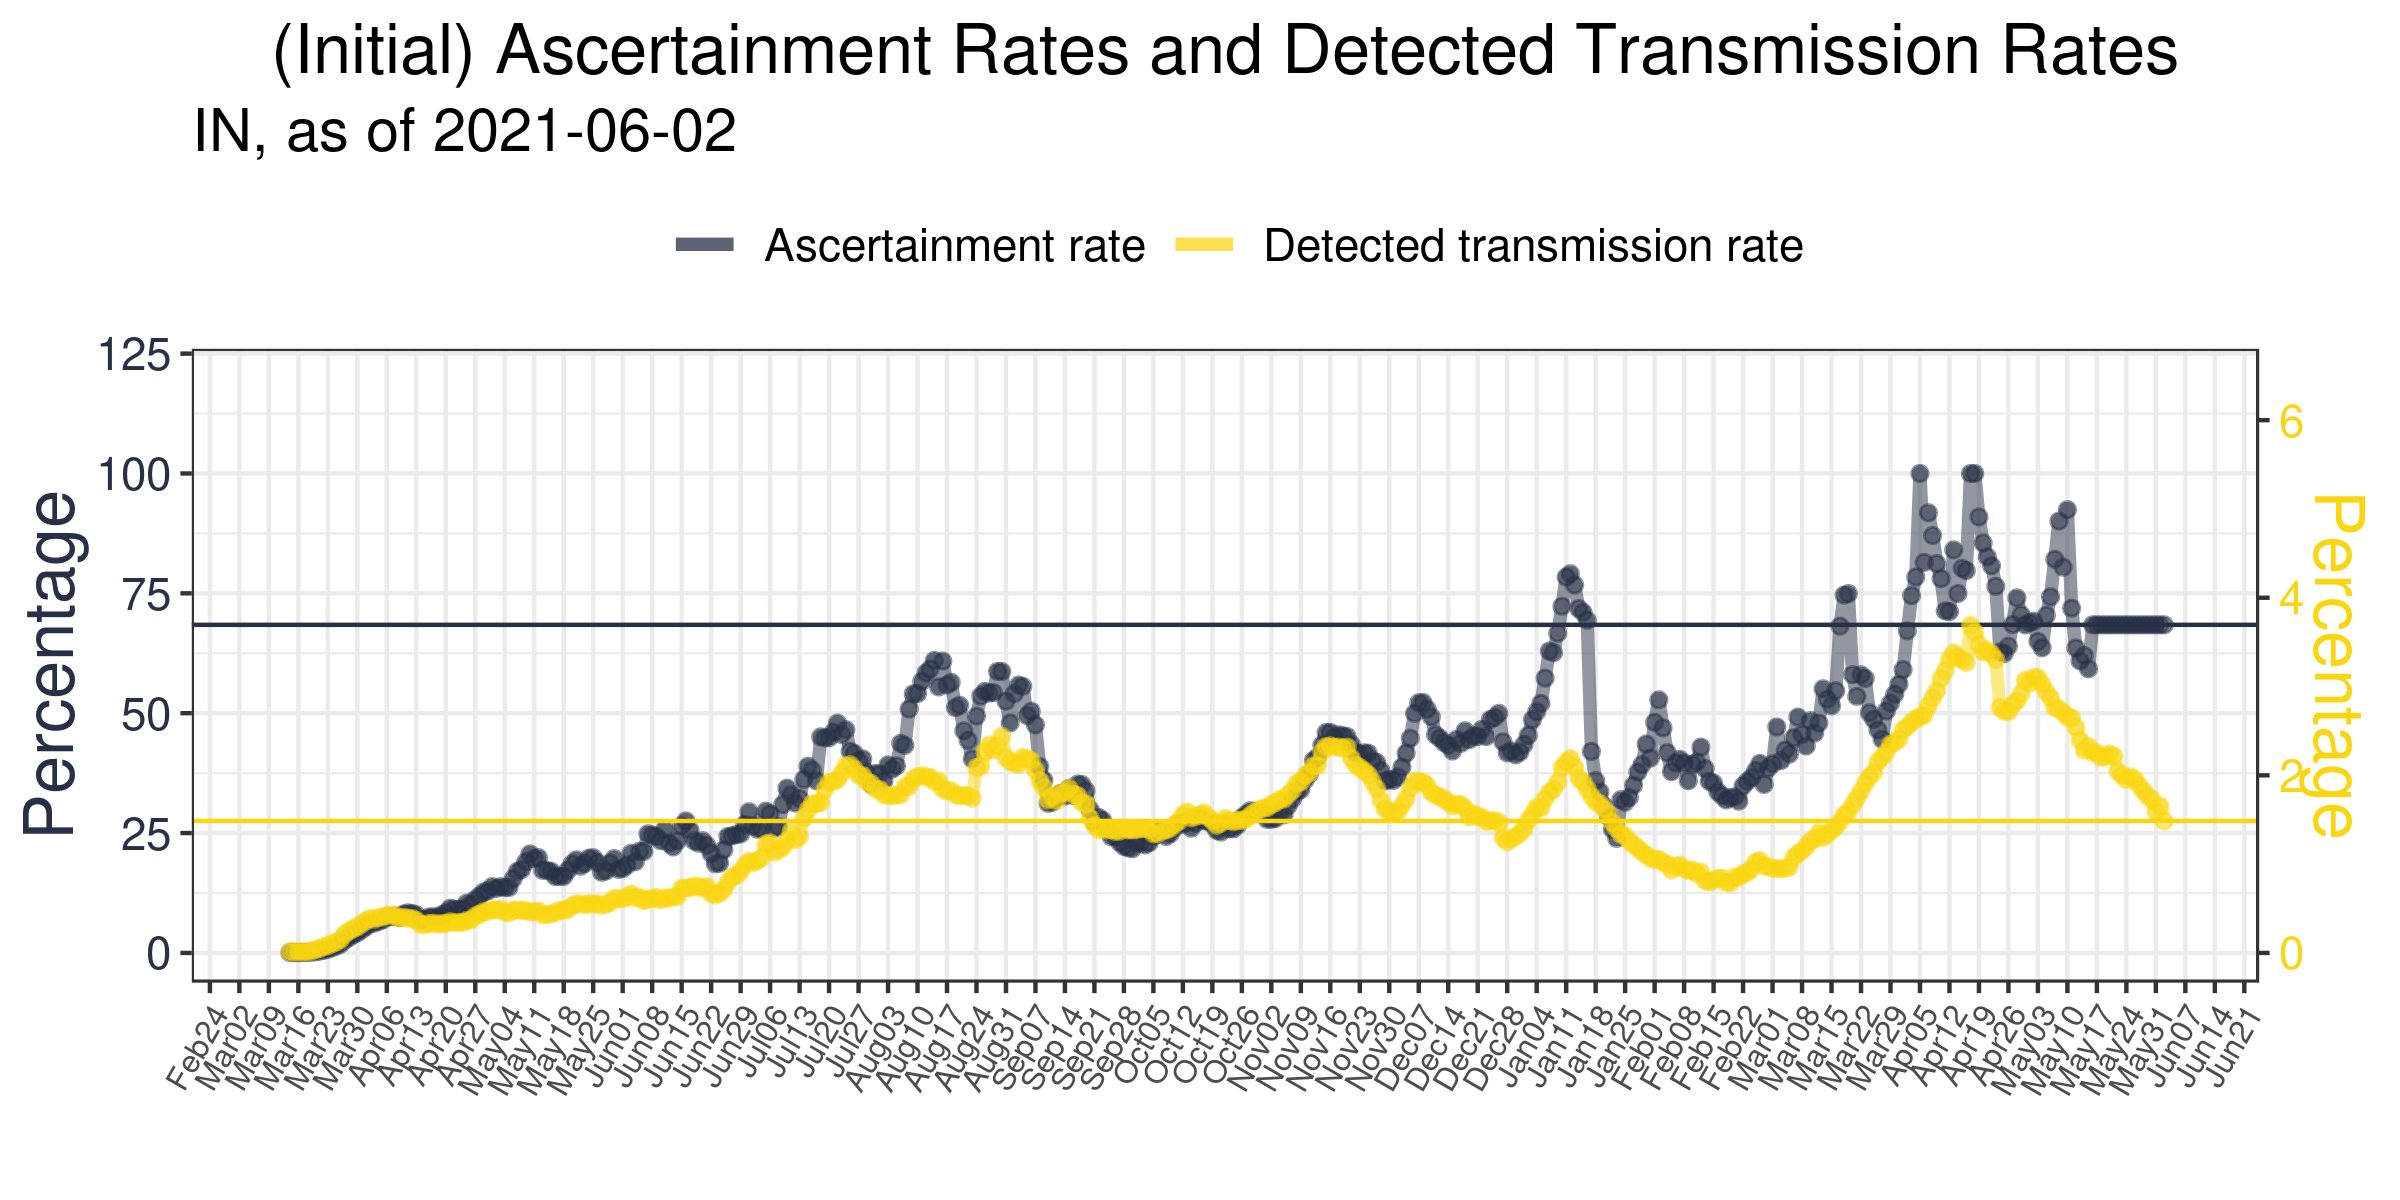 (Initial) Ascertainment Rates and Detected Transmission Rates
IN, as of 2021-06-02
Ascertainment rate
Detected transmission rate
Percentage
125
100
75
50
25
0
6
4
2
0
Percentage
Feb24
Mar02
Mar09
Mar16
Mar23
Mar30
Apr06
Apr13
Apr20
Apr27
May04
May11
May18
May25
Jun01
Jun08
Jun15
Jun22
Jun29
Jul06
Jul13
Jul20
Jul27
Aug03
Aug10
Aug17
Aug24
Aug31
Sep07
Sep14
Sep21
Sep28
Oct05
Oct12
Oct19
Oct26
Nov02
Nov09
Nov16
Nov23
Nov30
Dec07
Dec14
Dec21
Dec28
Jan04
Jan11
Jan18
Jan25
Feb01
Feb08
Feb15
Feb22
Mar01
Mar08
Mar15
Mar22
Mar29
Apr05
Apr12
Apr19
Apr26
May03
May10
May17
May24
May31
Jun07
Jun14
Jun21